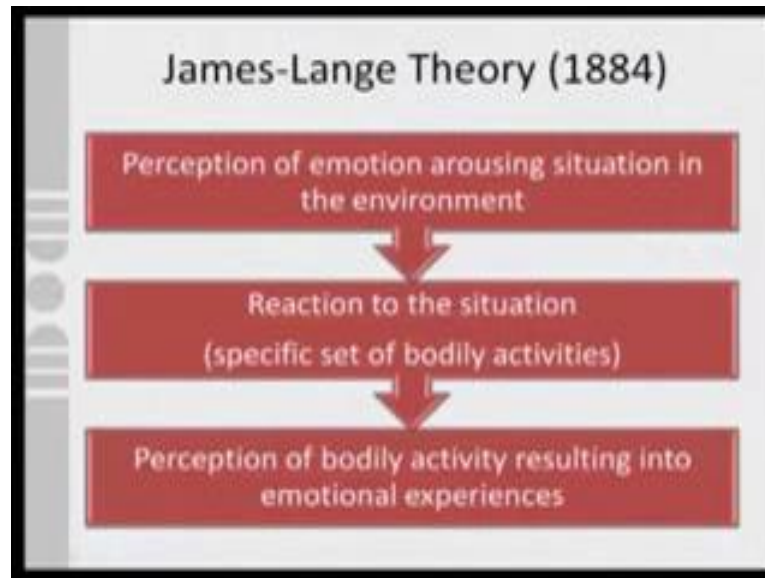 James-Lange Theory (1884)
Perception of emotion arousing situation in
the environment
Reaction to the situation
(specific set of bodily activities)
Perception of bodily activity resulting into
emotional experiences